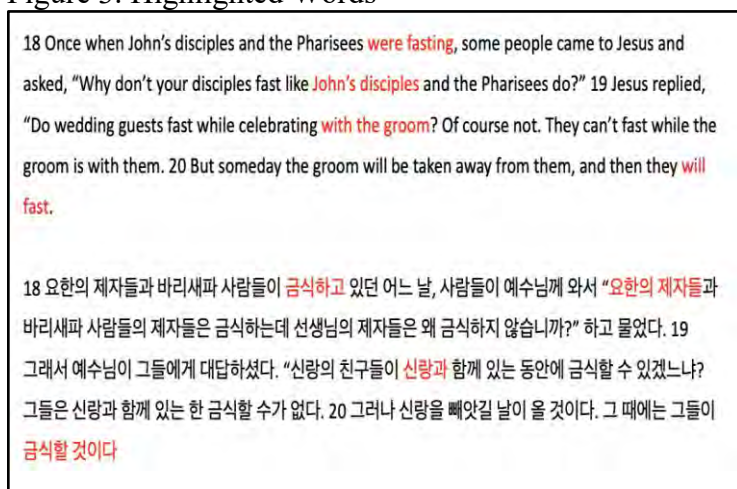 Figure 3. Highlighted Words
18 Once when John’s disciples and the Pharisees were fasting, some people came to Jesus and
asked, “Why don’t your disciples fast like John’s disciples and the Pharisees do?” 19 Jesus replied,
“Do wedding guests fast while celebrating with the groom? Of course not. They can’t fast while the
groom is with them. 20 But someday the groom will be taken away from them, and then they will
fast.
18 요한의 제자들과 바리새파 사람들이 금식하고 있던 어느 날, 사람들이 예수님께 와서 “요한의 제자들과
바리새파 사람들의 제자들은 금식하는데 선생님의 제자들은 왜 금식하지 않습니까?” 하고 물었다. 19
그래서 예수님이 그들에게 대답하셨다. “신랑의 친구들이 신랑과 함께 있는 동안에 금식할 수 있겠느냐?
그들은 신랑과 함께 있는 한 금식할 수가 없다. 20 그러나 신랑을 빼앗길 날이 올 것이다. 그 때에는 그들이
금식할 것이다